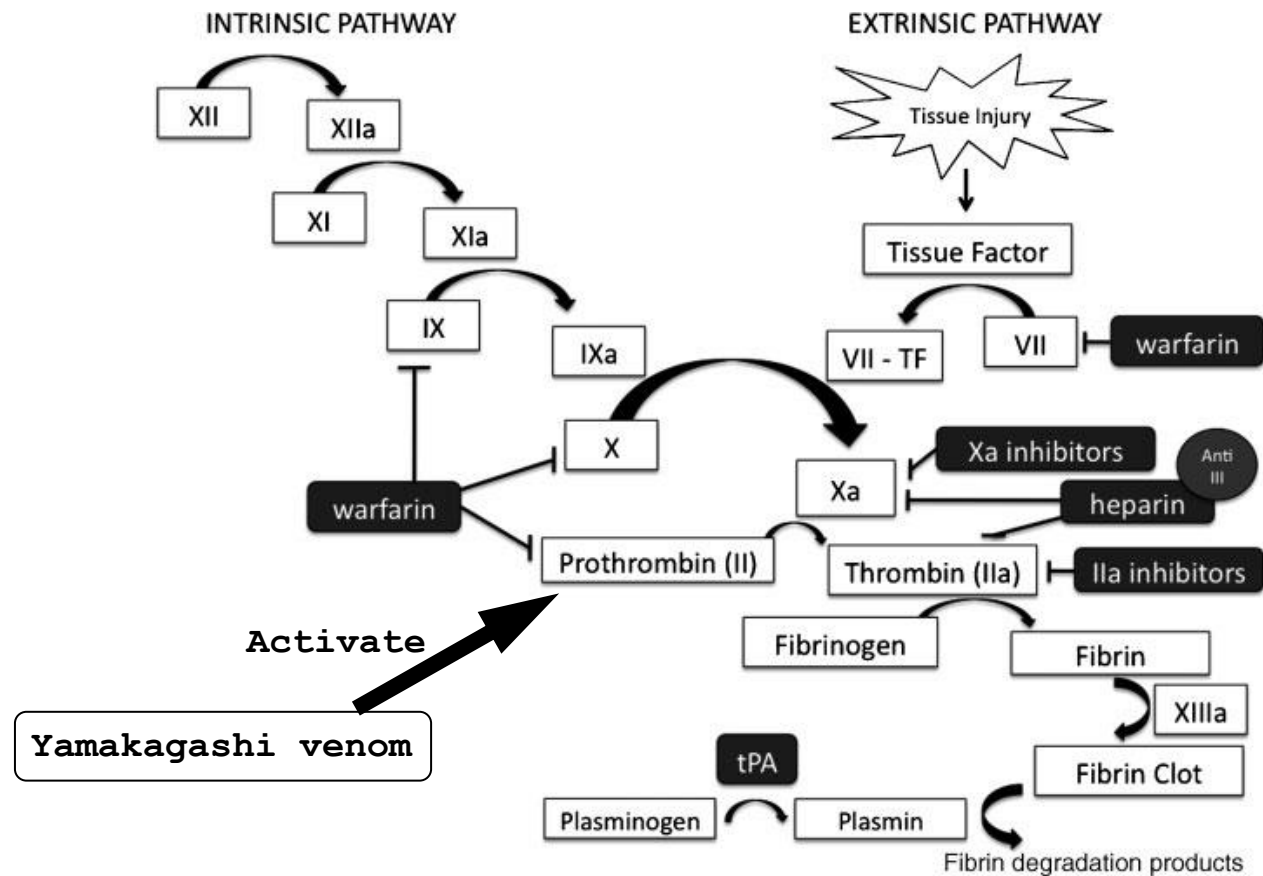 INTRINSIC PATHWAY
EXTRINSIC PATHWAY
XII
XIIa
XI
XIa
IX
IXa
X
Xa
Tissue Injury
Tissue Factor
VII - TF
VII
warfarin
warfarin
Xa inhibitors
Anti
III
heparin
Prothrombin (II)
Thrombin (IIa)
IIa inhibitors
Activate
Yamakagashi venom
Fibrinogen
Fibrin
XIIIa
Fibrin Clot
tPA
Plasminogen
Plasmin
Fibrin degradation products